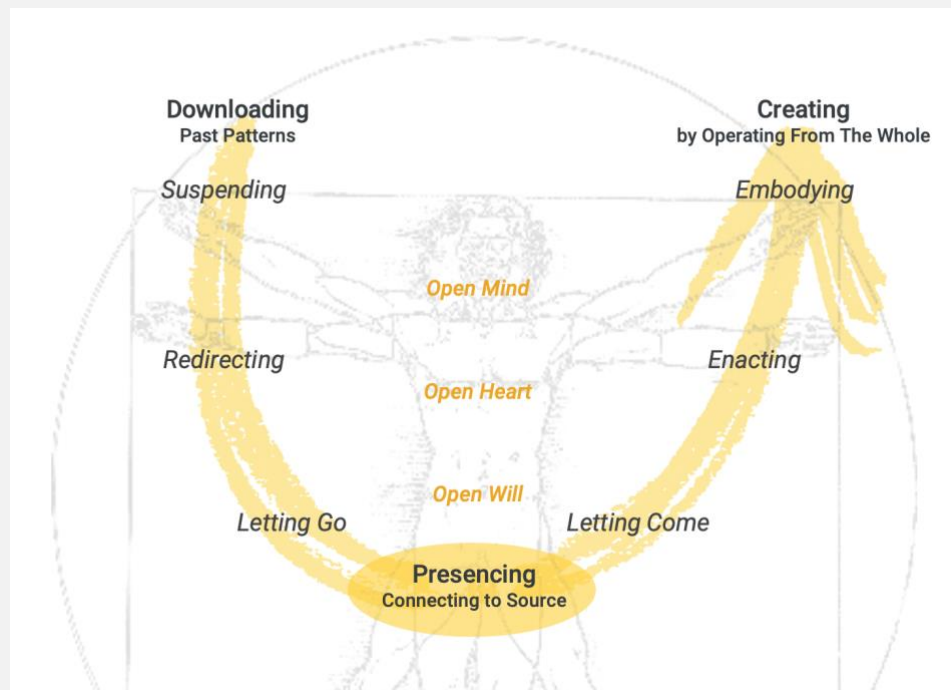 Downloading
Past Patterns
Creating
by Operating From The Whole
Suspending
Embodying
Open Mind
Redirecting
Enacting
Open Heart
Open Will
Letting Go
Letting Come
Presencing
Connecting to Source